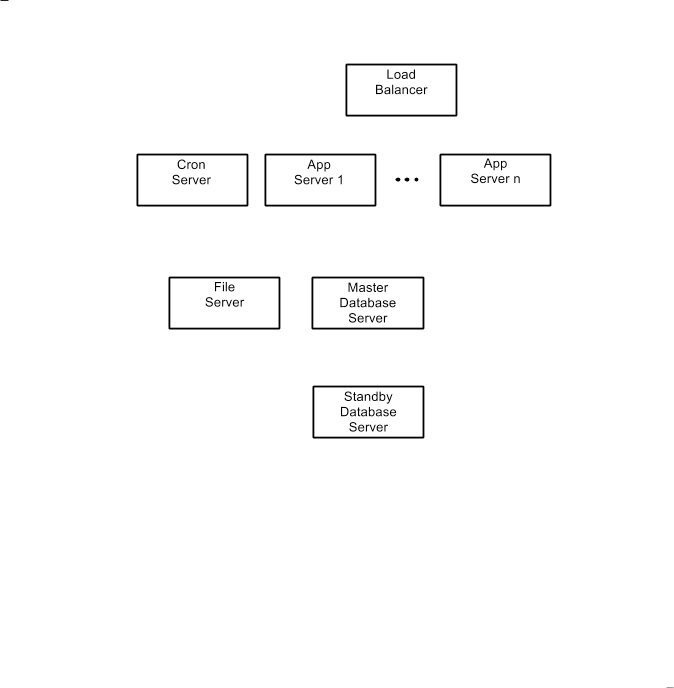 Load
Balancer
Cron
Server
App
Server 1
...
App
Server n
File
Server
Master
Database
Server
Standby
Database
Server